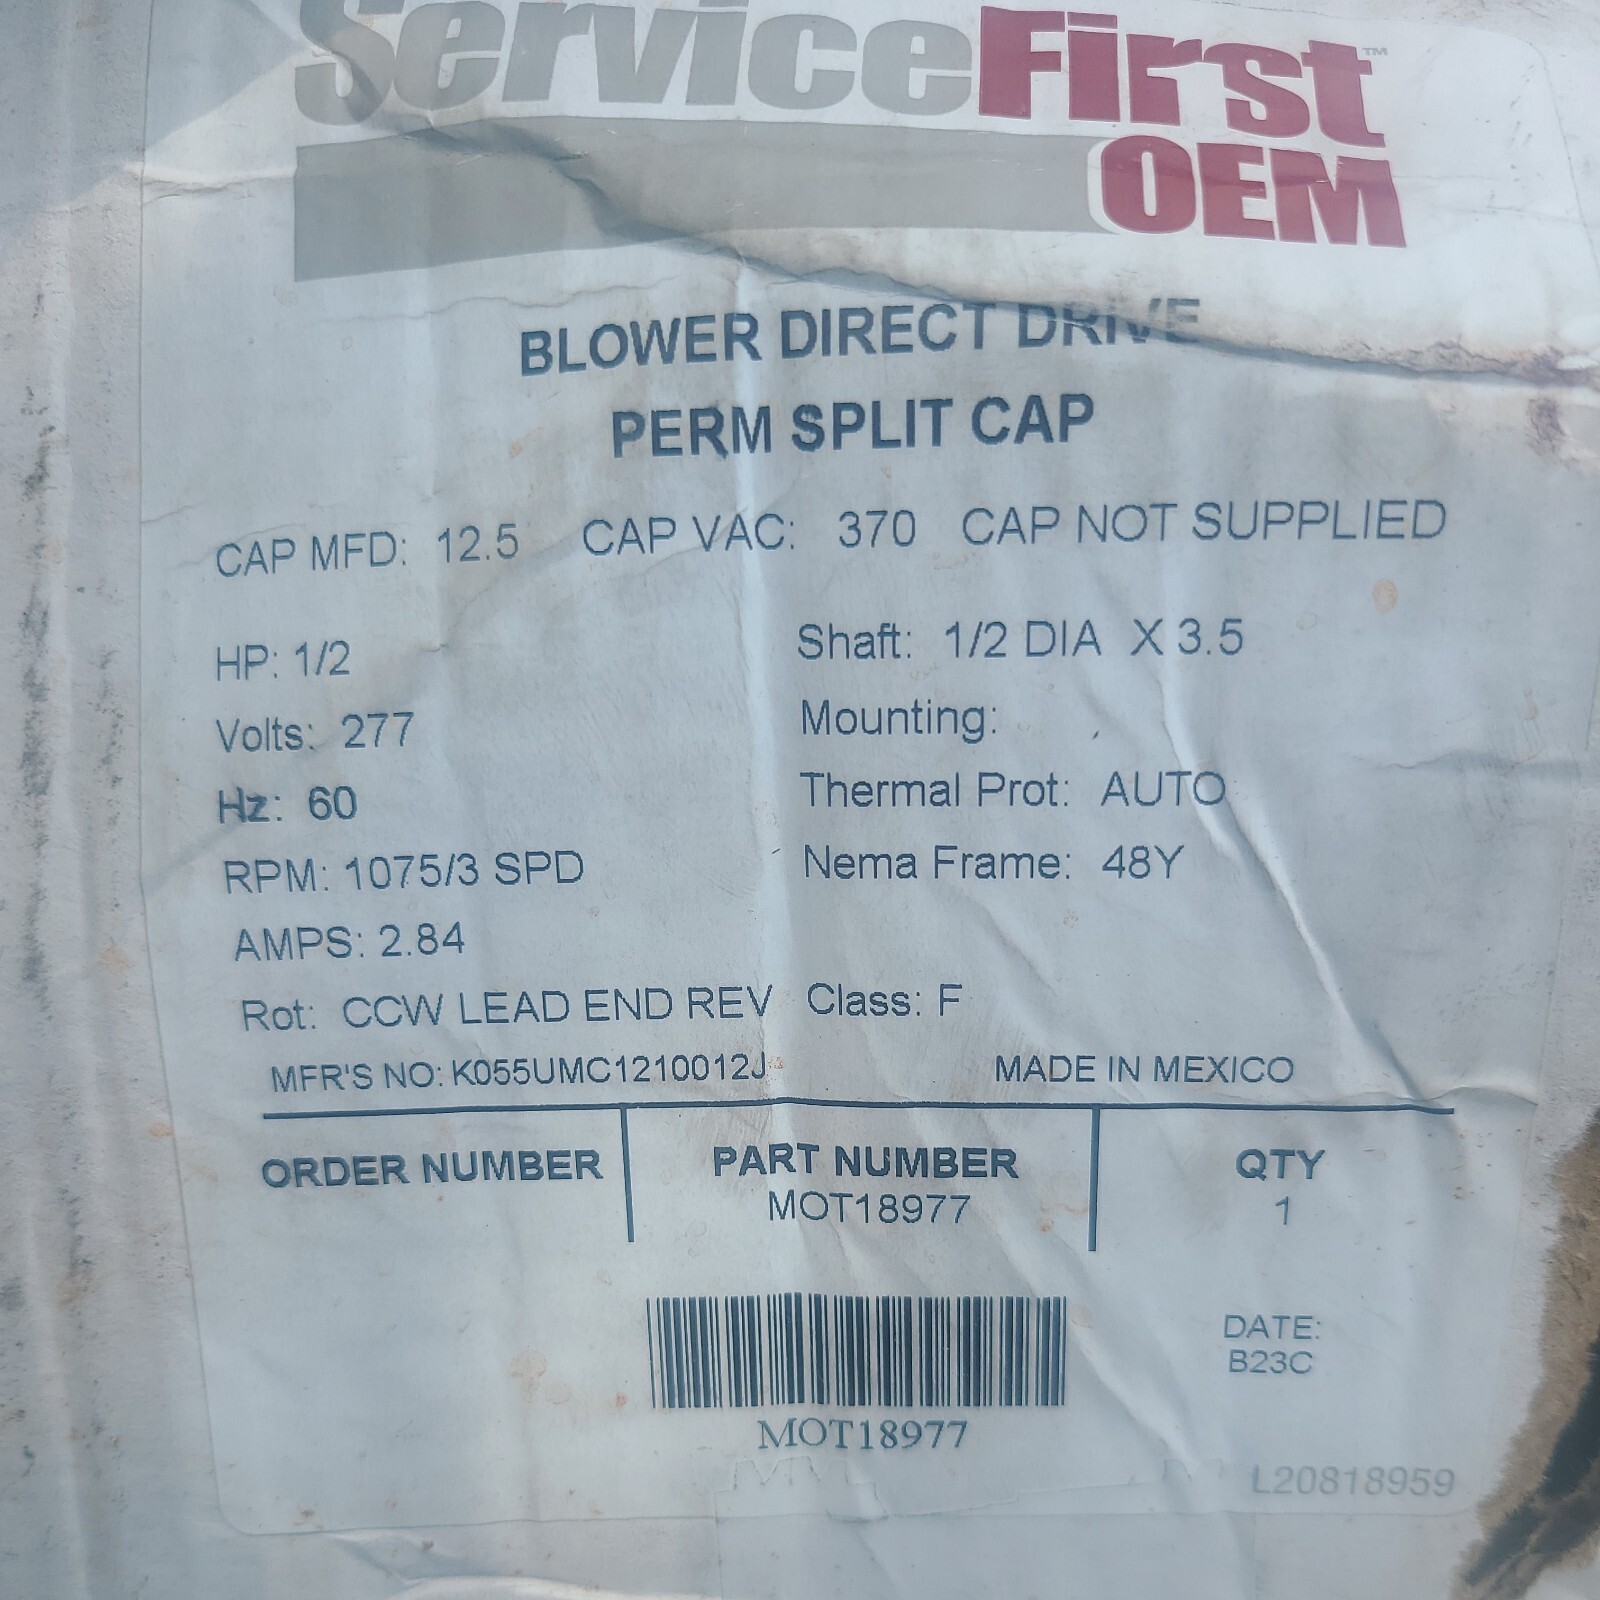 ServiceFirst™
OEM
BLOWER DIRECT DRIVE
PERM SPLIT CAP
CAP MFD: 12.5 CAP VAC: 370 CAP NOT SUPPLIED
HP: 1/2 Shaft: 1/2 DIA X 3.5
Volts: 277 Mounting:
Hz: 60 Thermal Prot: AUTO
RPM: 1075/3 SPD Nema Frame: 48Y
AMPS: 2.84
Rot: CCW LEAD END REV Class: F
MFR'S NO: K055UMC1210012J MADE IN MEXICO
ORDER NUMBER PART NUMBER QTY
MOT18977 1
DATE:
B23C
MOT18977
L20818959